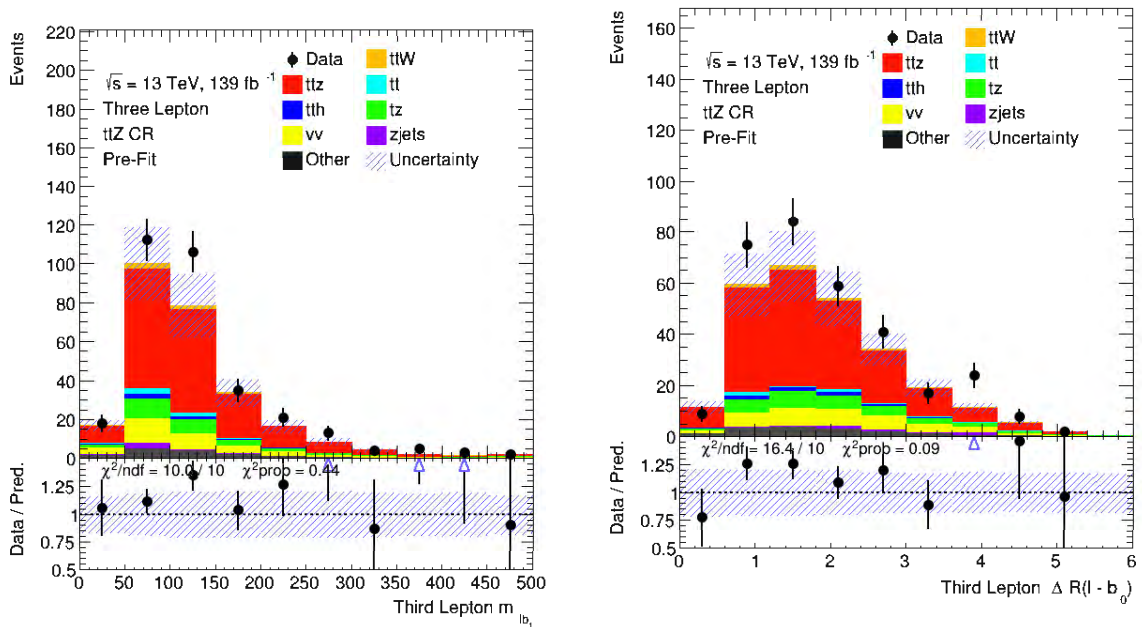 Events
220
200
180
160
140
120
100
80
60
40
20
0
√s = 13 TeV, 139 fb⁻¹
Three Lepton
ttZ CR
Pre-Fit
Data
ttW
ttz
tt
tth
tz
vv
zjets
Other
Uncertainty
χ²/ndf = 10.0 / 10 χ²prob = 0.44
Data / Pred.
1.25
1
0.75
0.5
0 50 100 150 200 250 300 350 400 450 500
Third Lepton m_lb₁
Events
160
140
120
100
80
60
40
20
0
√s = 13 TeV, 139 fb⁻¹
Three Lepton
ttZ CR
Pre-Fit
Data
ttW
ttz
tt
tth
tz
vv
zjets
Other
Uncertainty
χ²/ndf = 16.4 / 10 χ²prob = 0.09
Data / Pred.
1.25
1
0.75
0.5
0 1 2 3 4 5 6
Third Lepton Δ R(l - b₀)